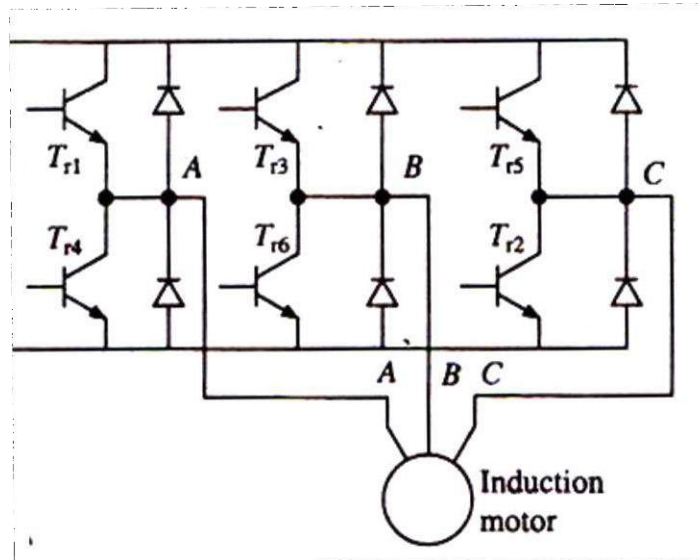 Tr1 A Tr3 B Tr5 C
Tr4 Tr6 Tr2
A B C
Induction
motor